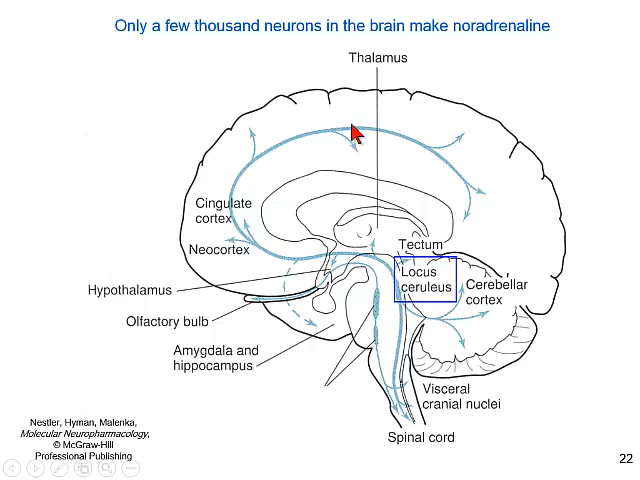 Only a few thousand neurons in the brain make noradrenaline
Thalamus
Cingulate
cortex
Neocortex
Tectum
Locus
ceruleus
Cerebellar
cortex
Hypothalamus
Olfactory bulb
Amygdala and
hippocampus
Visceral
cranial nuclei
Spinal cord
Nestler, Hyman, Malenka,
Molecular Neuropharmacology,
© McGraw-Hill
Professional Publishing
22